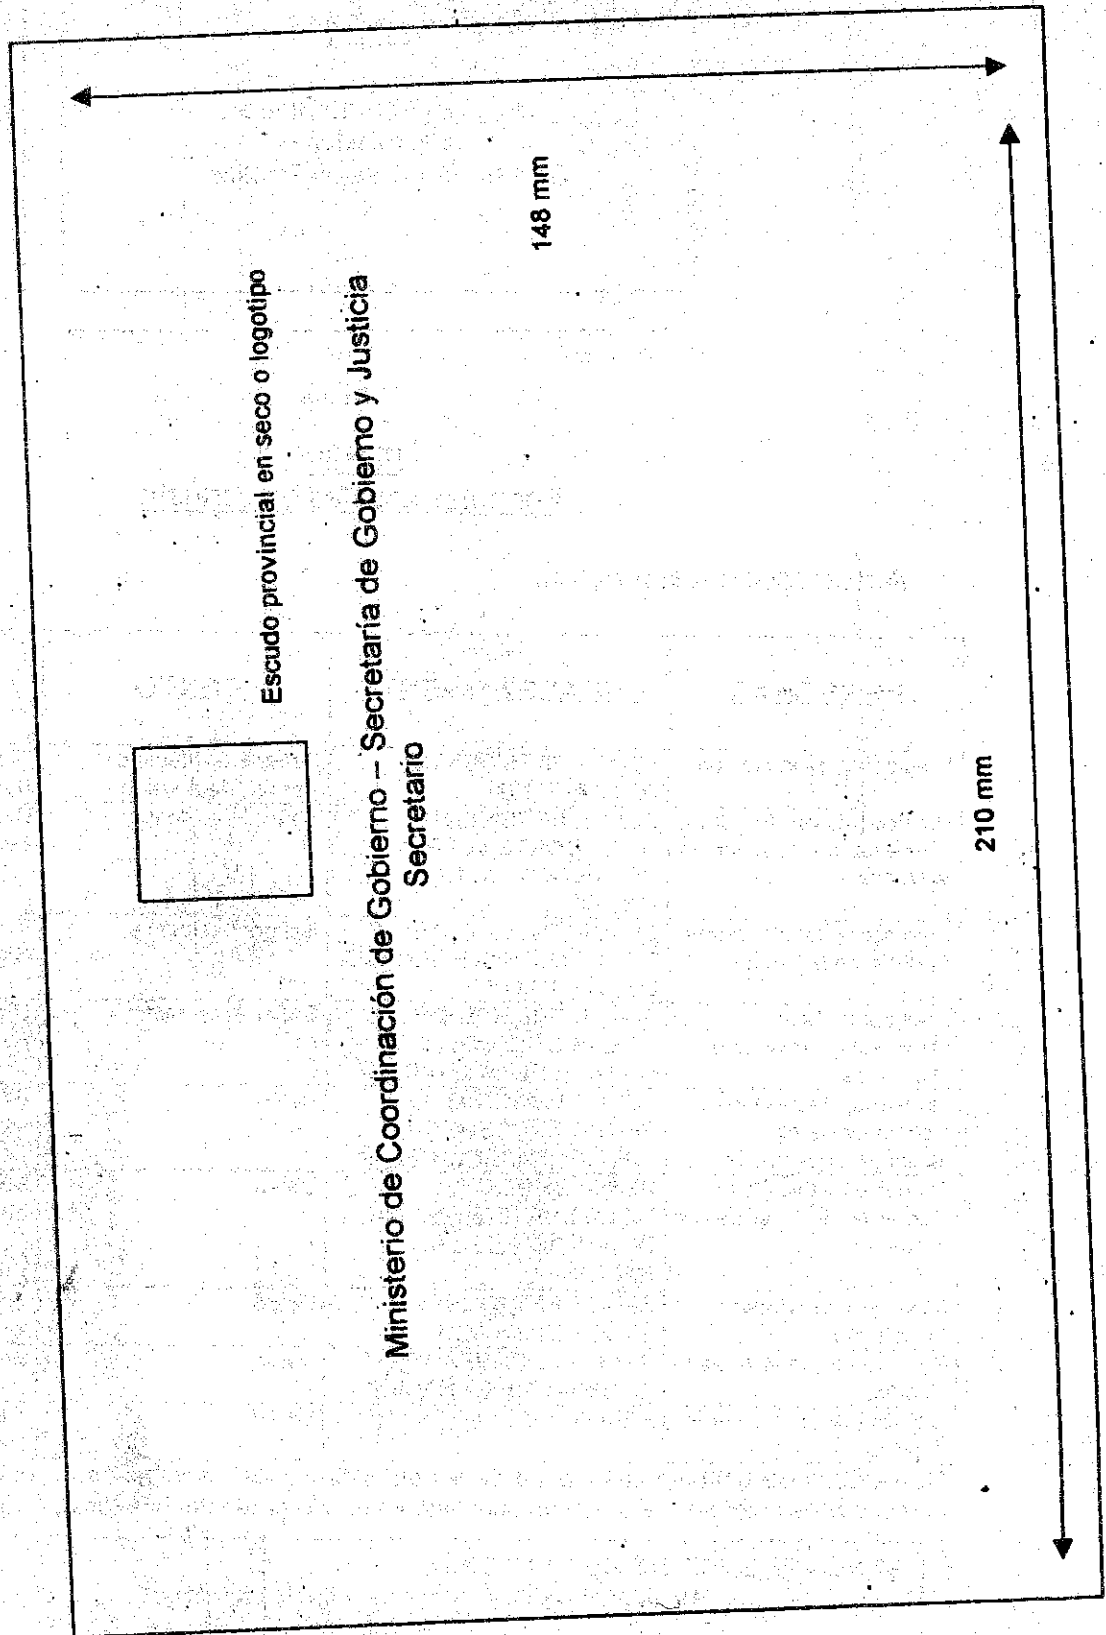 Escudo provincial en seco o logotipo
Ministerio de Coordinación de Gobierno – Secretaría de Gobierno y Justicia
Secretario
148 mm
210 mm